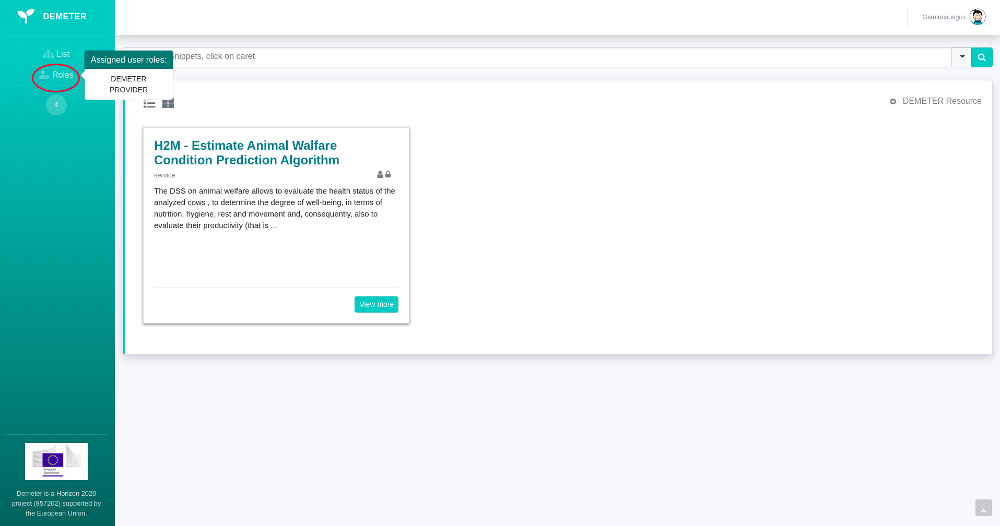 DEMETER
Gianluca.isgro
List
Roles
Assigned user roles:
DEMETER
PROVIDER
snippets, click on caret
DEMETER Resource
H2M - Estimate Animal Walfare
Condition Prediction Algorithm
service
The DSS on animal welfare allows to evaluate the health status of the
analyzed cows , to determine the degree of well-being, in terms of
nutrition, hygiene, rest and movement and, consequently, also to
evaluate their productivity (that is ...
View more
European
Commission
Demeter is a Horizon 2020
project (857202) supported by
the European Union.